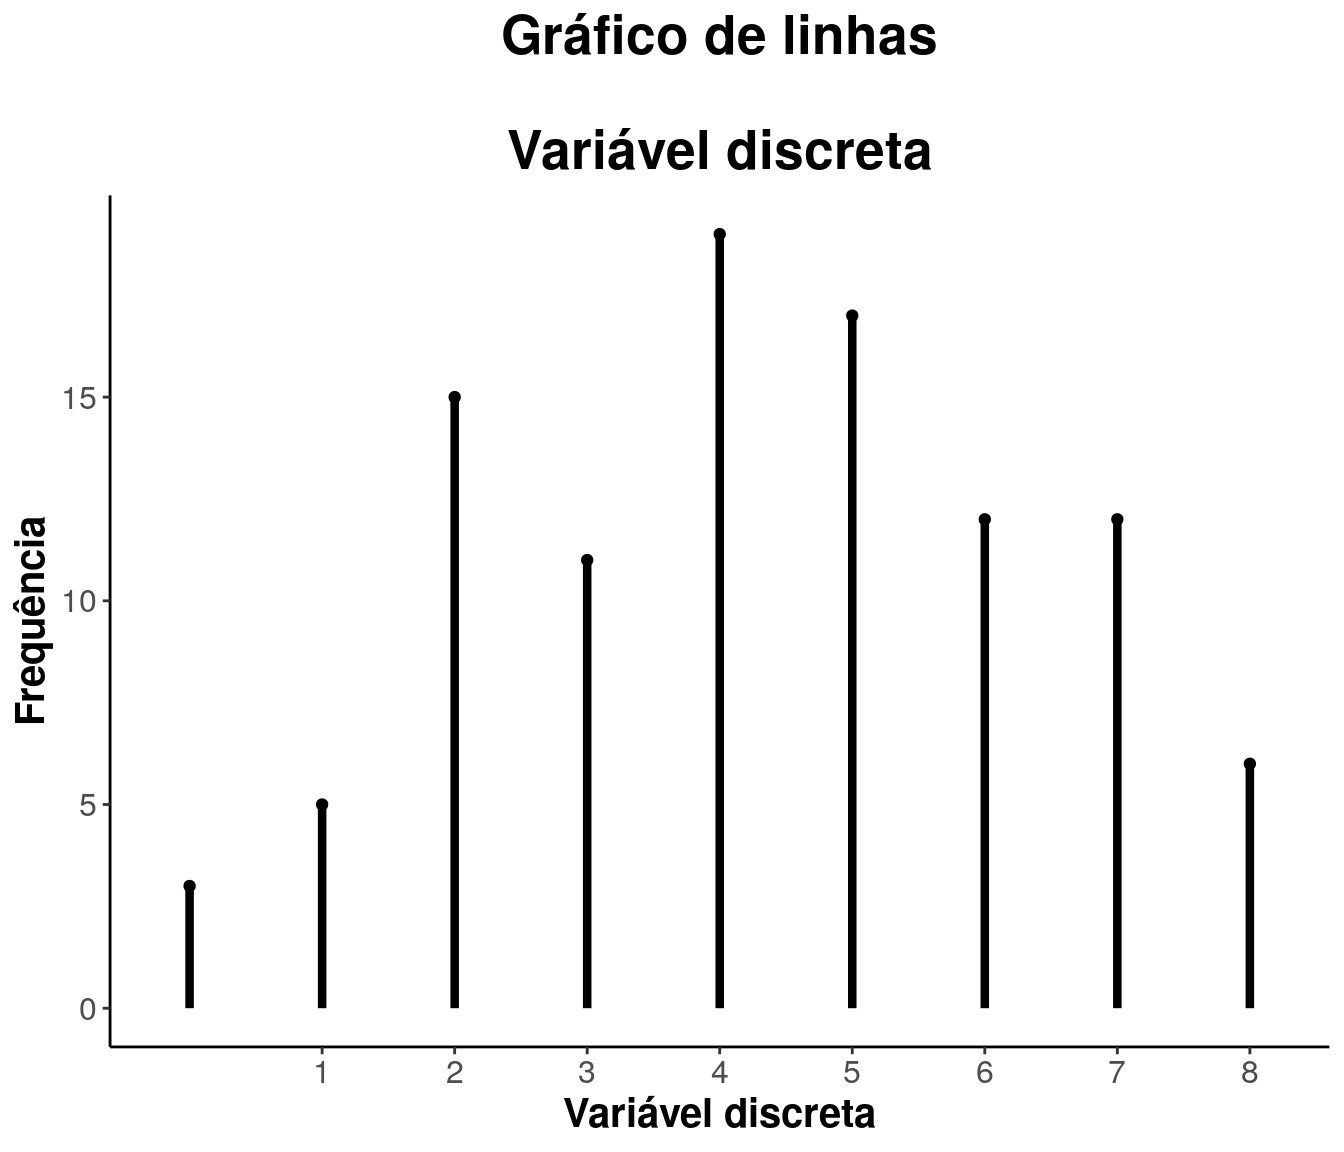 Gráfico de linhas
Variável discreta
Frequência
15
10
5
0
1 2 3 4 5 6 7 8
Variável discreta